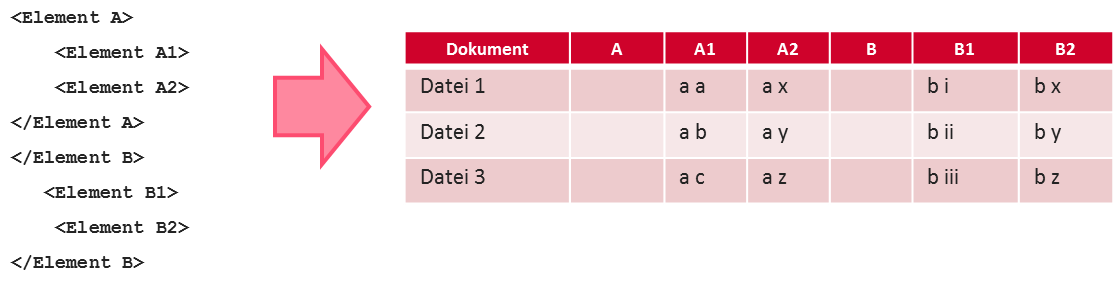 <Element A>
<Element A1>
<Element A2>
</Element A>
</Element B>
<Element B1>
<Element B2>
</Element B>
Dokument A A1 A2 B B1 B2
Datei 1 a a a x b i b x
Datei 2 a b a y b ii b y
Datei 3 a c a z b iii b z